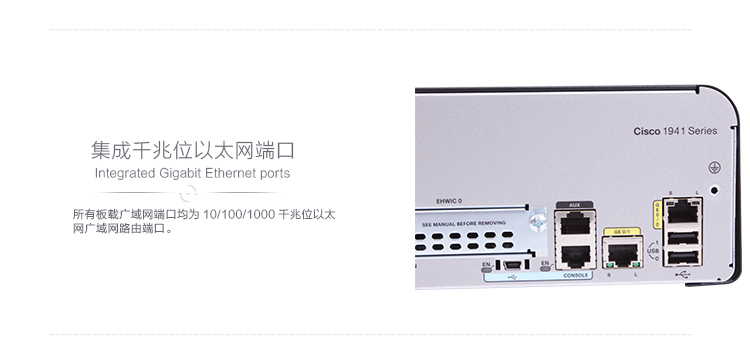 集成千兆位以太网端口
Integrated Gigabit Ethernet ports
所有板载广域网端口均为 10/100/1000 千兆位以太
网广域网路由端口。
Cisco 1941 Series
EHWIC 0
SEE MANUAL BEFORE REMOVING
AUX
GE 0/1
GE 0/0
S L
1
USB
0
EN
EN
CONSOLE
S L